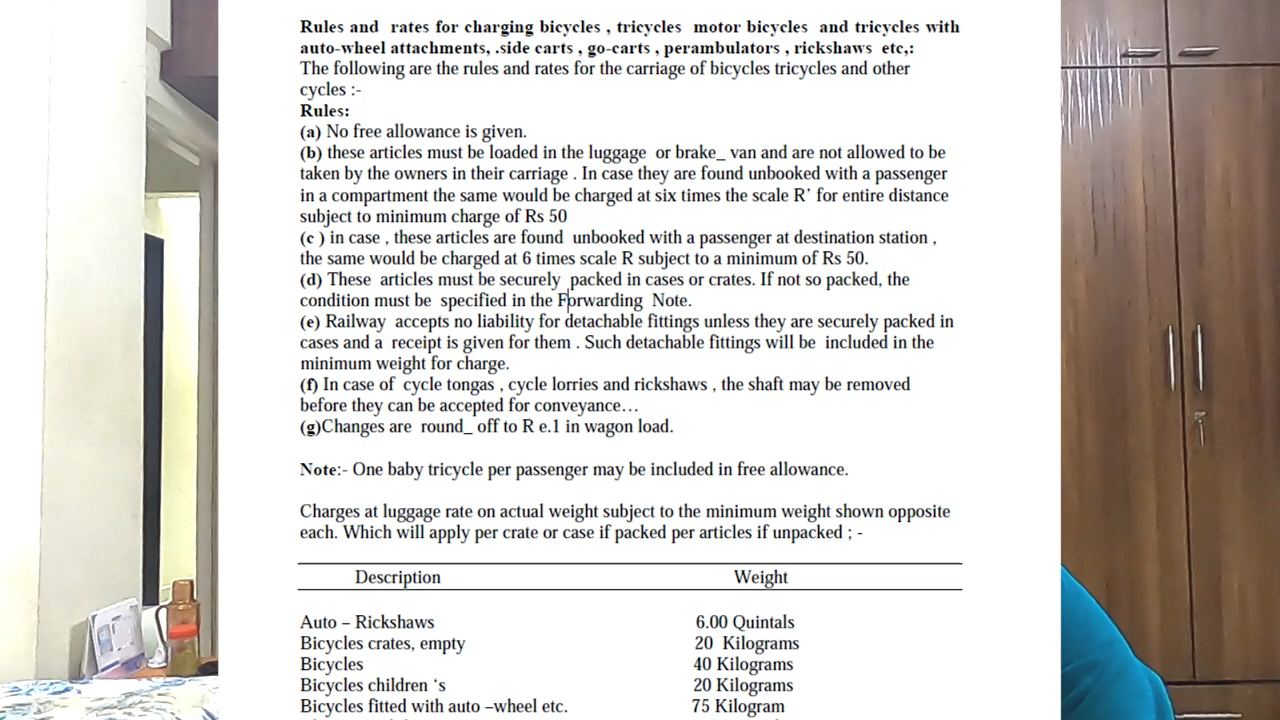 Rules and rates for charging bicycles , tricycles motor bicycles and tricycles with
auto-wheel attachments, .side carts , go-carts , perambulators , rickshaws etc,:
The following are the rules and rates for the carriage of bicycles tricycles and other
cycles :-
Rules:
(a) No free allowance is given.
(b) these articles must be loaded in the luggage or brake_ van and are not allowed to be
taken by the owners in their carriage . In case they are found unbooked with a passenger
in a compartment the same would be charged at six times the scale R’ for entire distance
subject to minimum charge of Rs 50
(c ) in case , these articles are found unbooked with a passenger at destination station ,
the same would be charged at 6 times scale R subject to a minimum of Rs 50.
(d) These articles must be securely packed in cases or crates. If not so packed, the
condition must be specified in the Forwarding Note.
(e) Railway accepts no liability for detachable fittings unless they are securely packed in
cases and a receipt is given for them . Such detachable fittings will be included in the
minimum weight for charge.
(f) In case of cycle tongas , cycle lorries and rickshaws , the shaft may be removed
before they can be accepted for conveyance…
(g)Changes are round_ off to R e.1 in wagon load.
Note:- One baby tricycle per passenger may be included in free allowance.
Charges at luggage rate on actual weight subject to the minimum weight shown opposite
each. Which will apply per crate or case if packed per articles if unpacked ; -
Description Weight
Auto – Rickshaws 6.00 Quintals
Bicycles crates, empty 20 Kilograms
Bicycles 40 Kilograms
Bicycles children ‘s 20 Kilograms
Bicycles fitted with auto –wheel etc. 75 Kilogram